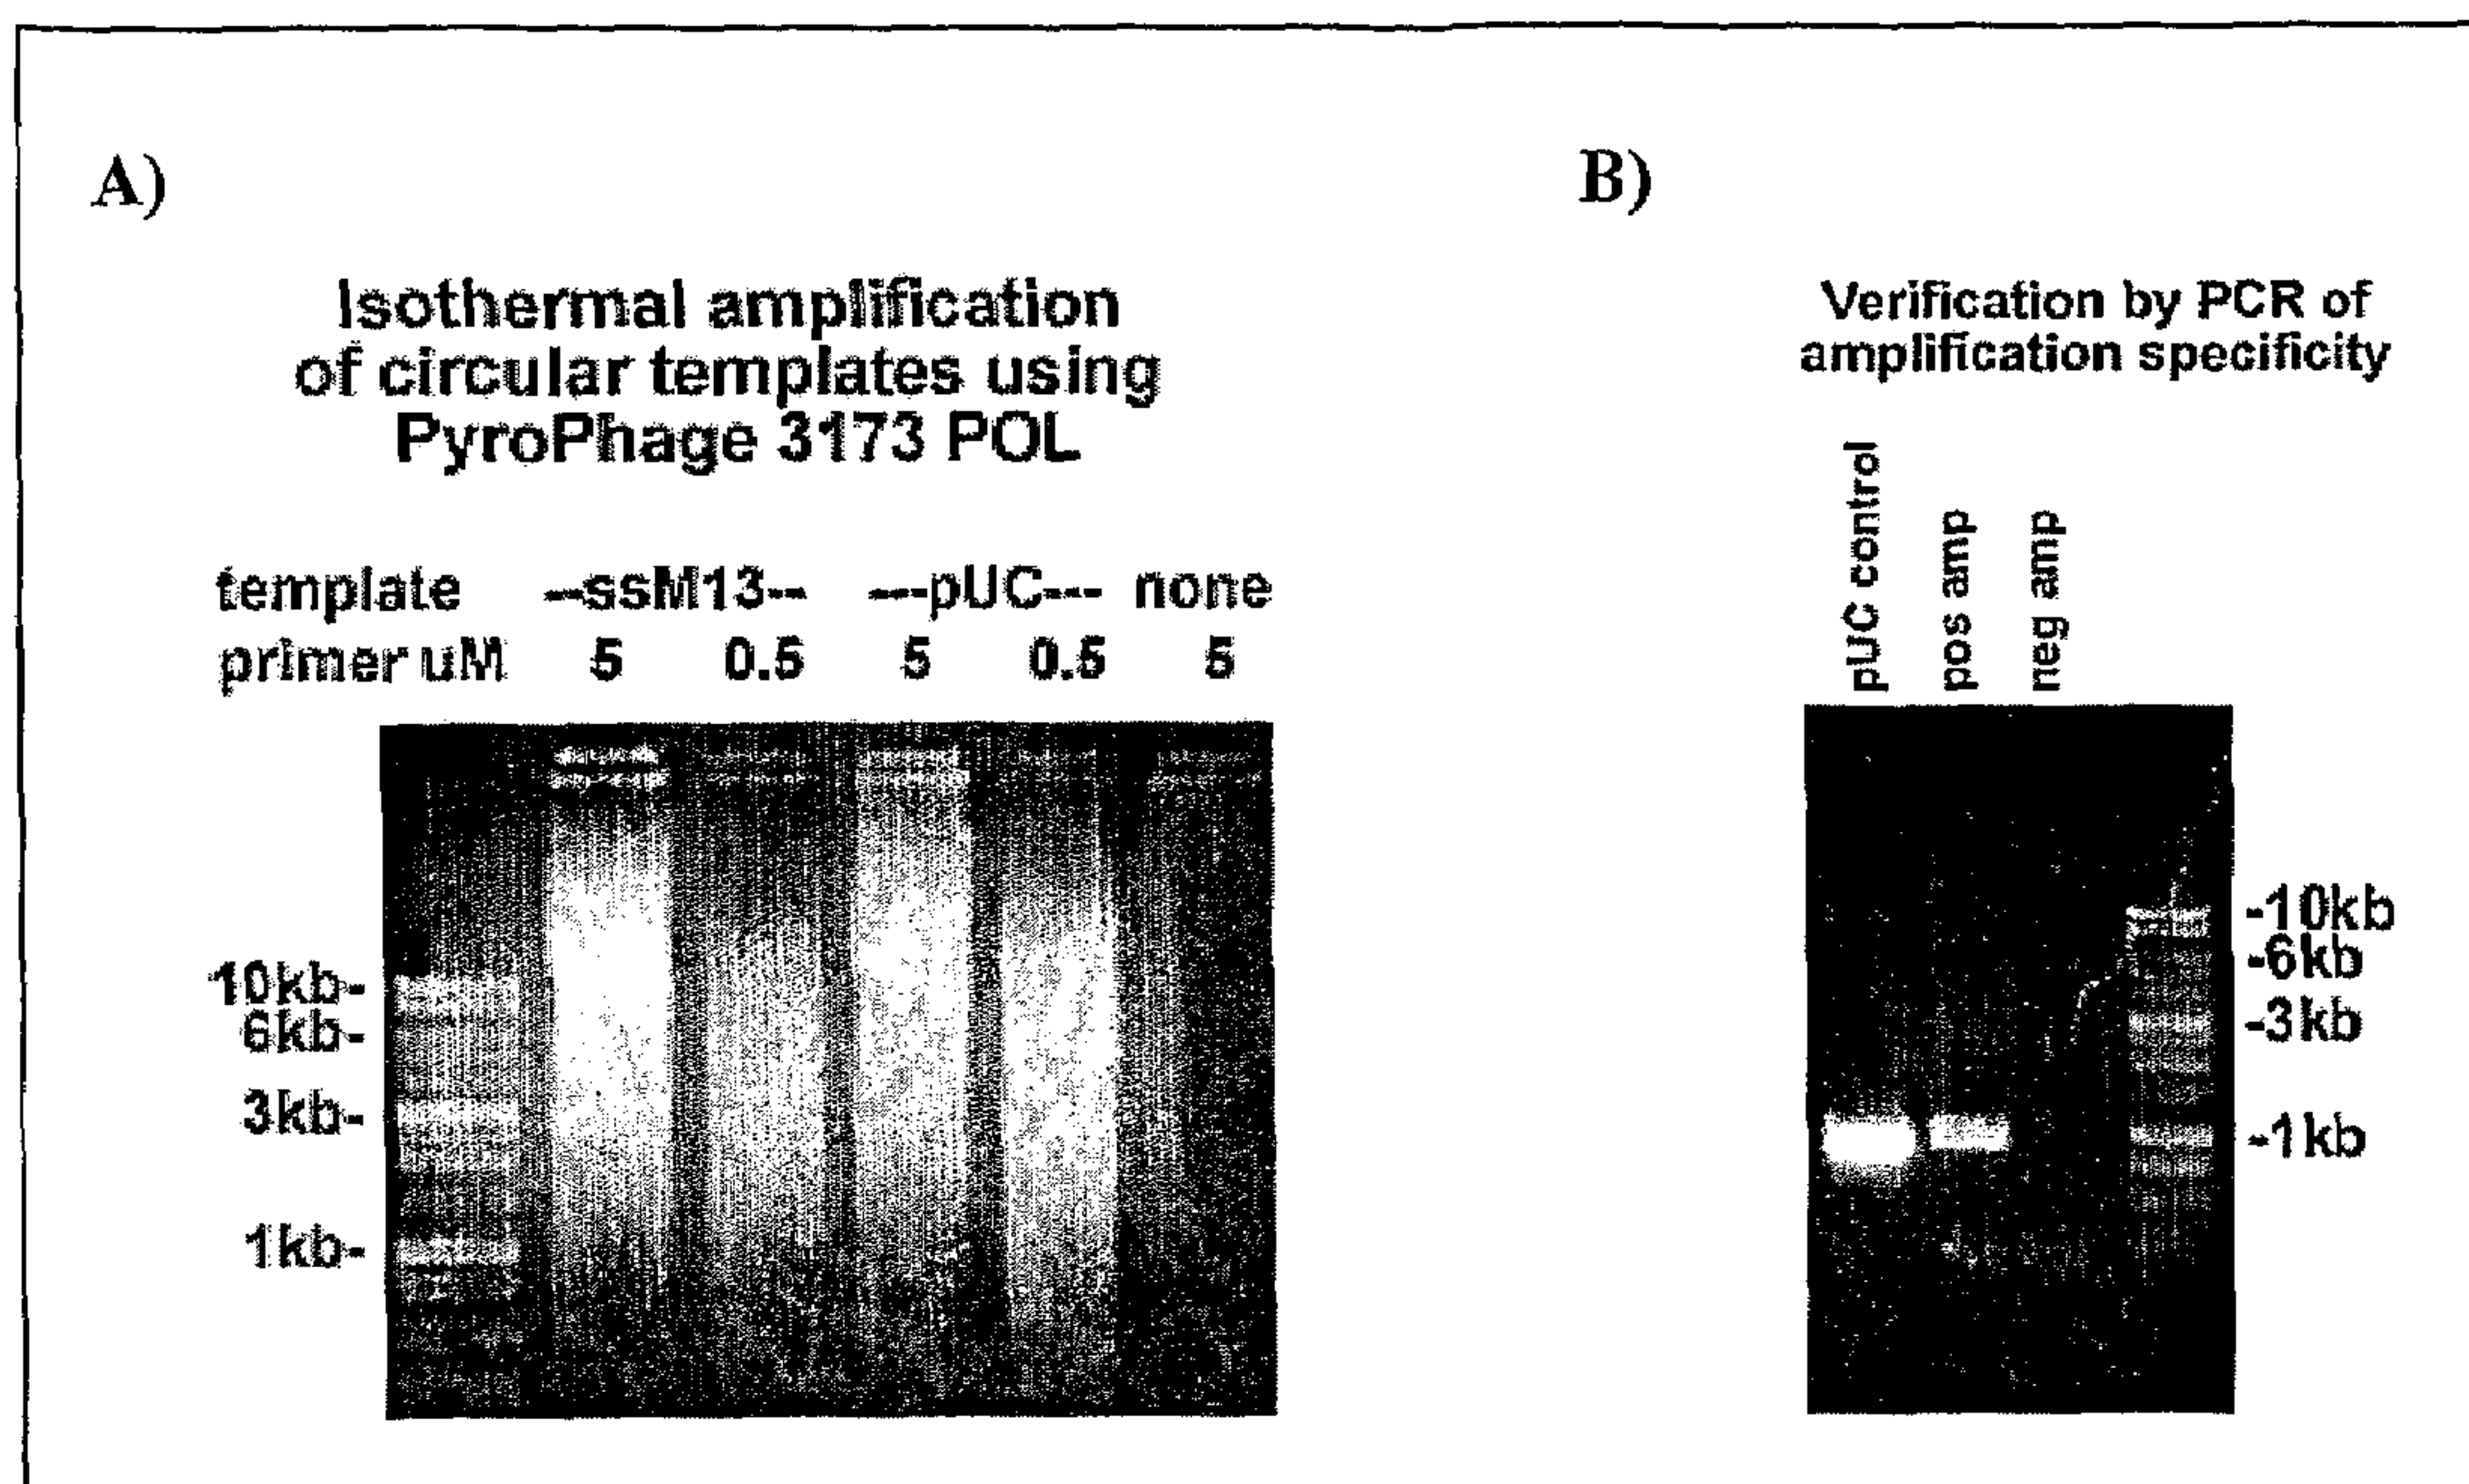 A)
Isothermal amplification
of circular templates using
PyroPhage 3173 POL
template --ssM13-- ---pUC--- none
primer uM 5 0.5 5 0.5 5
10kb-
6kb-
3kb-
1kb-
B)
Verification by PCR of
amplification specificity
pUC control
pos amp
neg amp
-10kb
-6kb
-3kb
-1kb